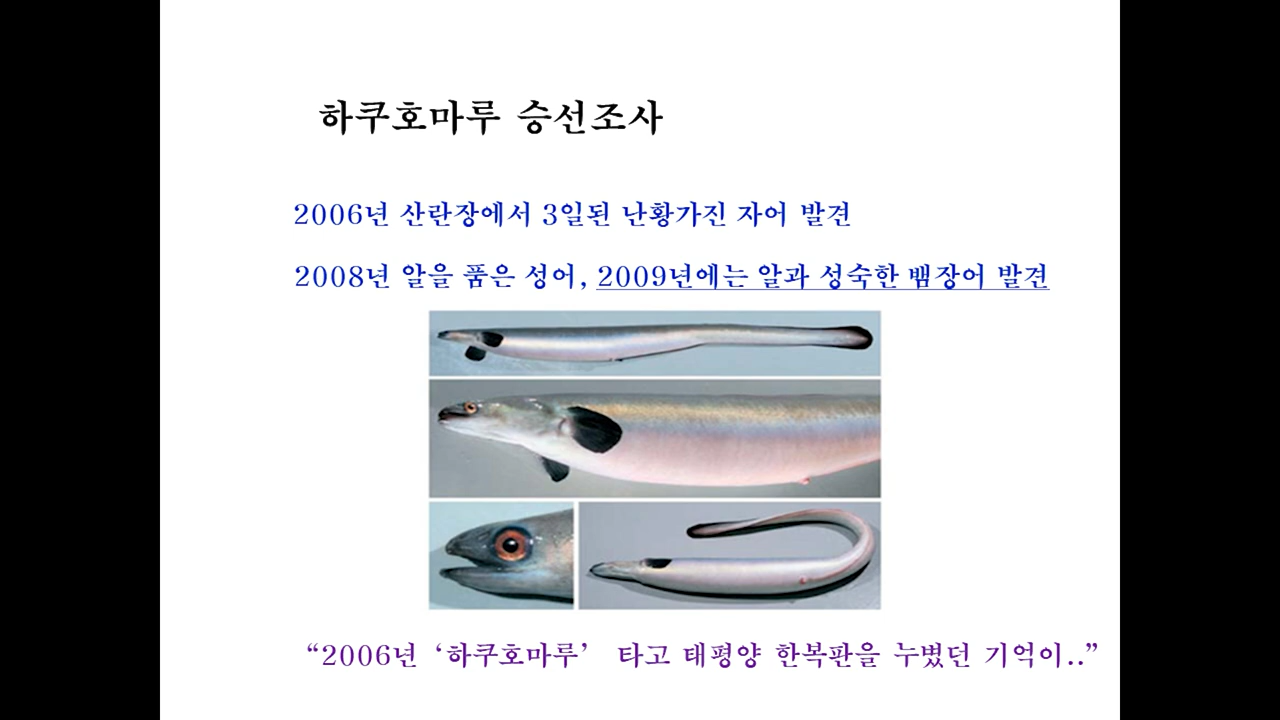 하쿠호마루 승선조사
2006년 산란장에서 3일된 난황가진 자어 발견
2008년 알을 품은 성어, 2009년에는 알과 성숙한 뱀장어 발견
“2006년 ‘하쿠호마루’ 타고 태평양 한복판을 누볐던 기억이..”